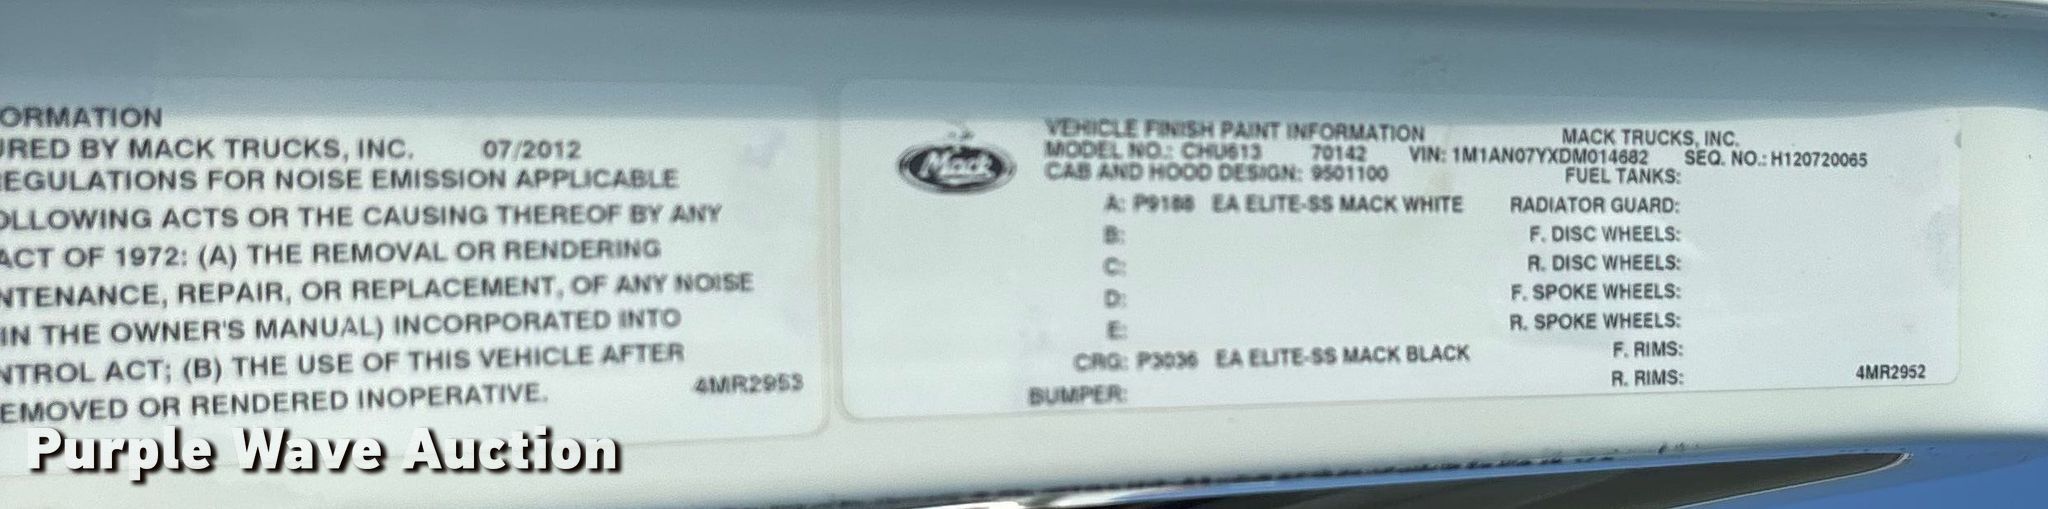 ORMATION
URED BY MACK TRUCKS, INC. 07/2012
EGULATIONS FOR NOISE EMISSION APPLICABLE
OLLOWING ACTS OR THE CAUSING THEREOF BY ANY
ACT OF 1972: (A) THE REMOVAL OR RENDERING
NTENANCE, REPAIR, OR REPLACEMENT, OF ANY NOISE
IN THE OWNER'S MANUAL) INCORPORATED INTO
NTROL ACT; (B) THE USE OF THIS VEHICLE AFTER
EMOVED OR RENDERED INOPERATIVE.
4MR2953
Mack
VEHICLE FINISH PAINT INFORMATION MACK TRUCKS, INC.
MODEL NO.: CHU613 70142 VIN: 1M1AN07YXDM014682 SEQ. NO.: H120720065
CAB AND HOOD DESIGN: 9501100 FUEL TANKS:
A: P9188 EA ELITE-SS MACK WHITE RADIATOR GUARD:
B: F. DISC WHEELS:
C: R. DISC WHEELS:
D: F. SPOKE WHEELS:
E: R. SPOKE WHEELS:
CRG: P3036 EA ELITE-SS MACK BLACK F. RIMS:
BUMPER: R. RIMS: 4MR2952
Purple Wave Auction